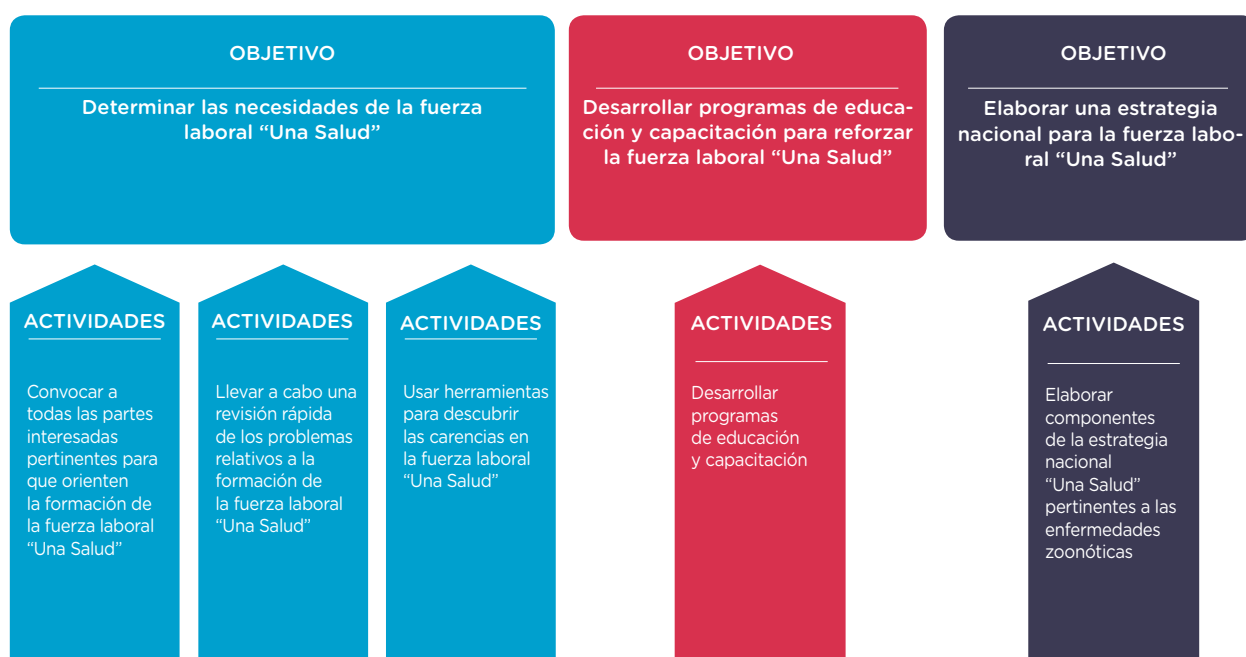 OBJETIVO
Determinar las necesidades de la fuerza
laboral “Una Salud”
OBJETIVO
Desarrollar programas de educa-
ción y capacitación para reforzar
la fuerza laboral “Una Salud”
OBJETIVO
Elaborar una estrategia
nacional para la fuerza labo-
ral “Una Salud”
ACTIVIDADES
Convocar a
todas las partes
interesadas
pertinentes para
que orienten
la formación de
la fuerza laboral
“Una Salud”
ACTIVIDADES
Llevar a cabo una
revisión rápida
de los problemas
relativos a la
formación de
la fuerza laboral
“Una Salud”
ACTIVIDADES
Usar herramientas
para descubrir
las carencias en
la fuerza laboral
“Una Salud”
ACTIVIDADES
Desarrollar
programas
de educación
y capacitación
ACTIVIDADES
Elaborar
componentes
de la estrategia
nacional
“Una Salud”
pertinentes a las
enfermedades
zoonóticas